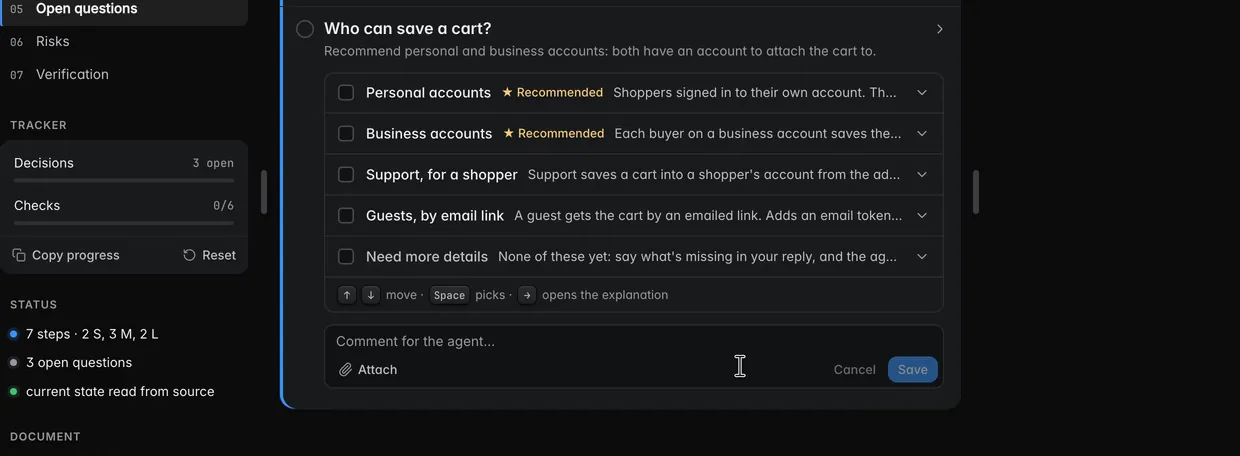 05 Open questions
06 Risks
07 Verification
TRACKER
Decisions 3 open
Checks 0/6
Copy progress Reset
STATUS
7 steps · 2 S, 3 M, 2 L
3 open questions
current state read from source
DOCUMENT
Who can save a cart?
Recommend personal and business accounts: both have an account to attach the cart to.
Personal accounts ★ Recommended Shoppers signed in to their own account. Th...
Business accounts ★ Recommended Each buyer on a business account saves the...
Support, for a shopper Support saves a cart into a shopper's account from the ad...
Guests, by email link A guest gets the cart by an emailed link. Adds an email token...
Need more details None of these yet: say what's missing in your reply, and the ag...
↑ ↓ move · Space picks · → opens the explanation
Comment for the agent...
Attach Cancel Save